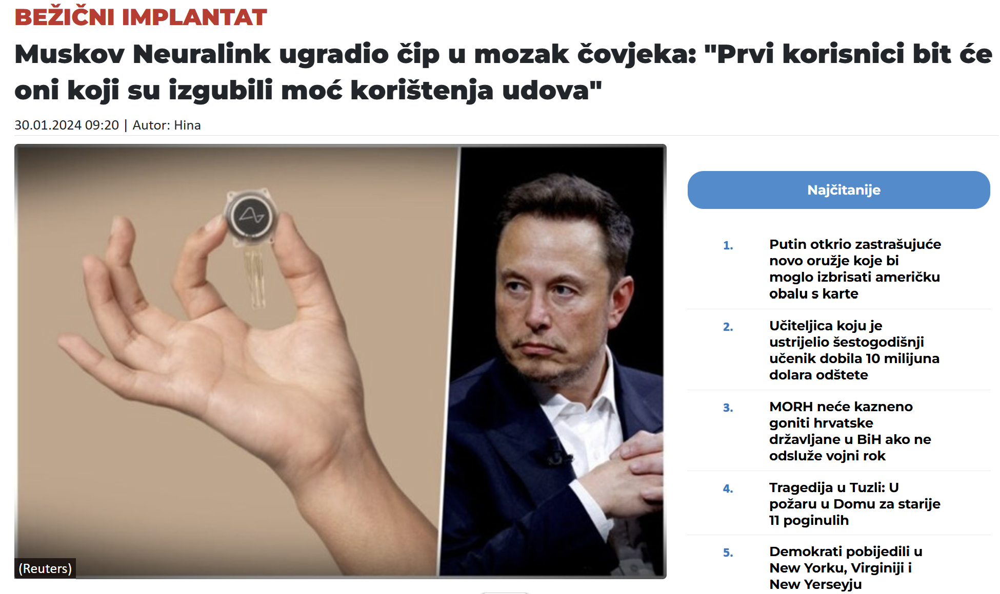 BEŽIČNI IMPLANTAT
Muskov Neuralink ugradio čip u mozak čovjeka: "Prvi korisnici bit će
oni koji su izgubili moć korištenja udova"
30.01.2024 09:20 | Autor: Hina
(Reuters)
Najčitanije
1. Putin otkrio zastrašujuće
novo oružje koje bi
moglo izbrisati američku
obalu s karte
2. Učiteljica koju je
ustrijelio šestogodišnji
učenik dobila 10 milijuna
dolara odštete
3. MORH neće kazneno
goniti hrvatske
državljane u BiH ako ne
odsluže vojni rok
4. Tragedija u Tuzli: U
požaru u Domu za starije
11 poginulih
5. Demokrati pobijedili u
New Yorku, Virginiji i
New Yerseyju